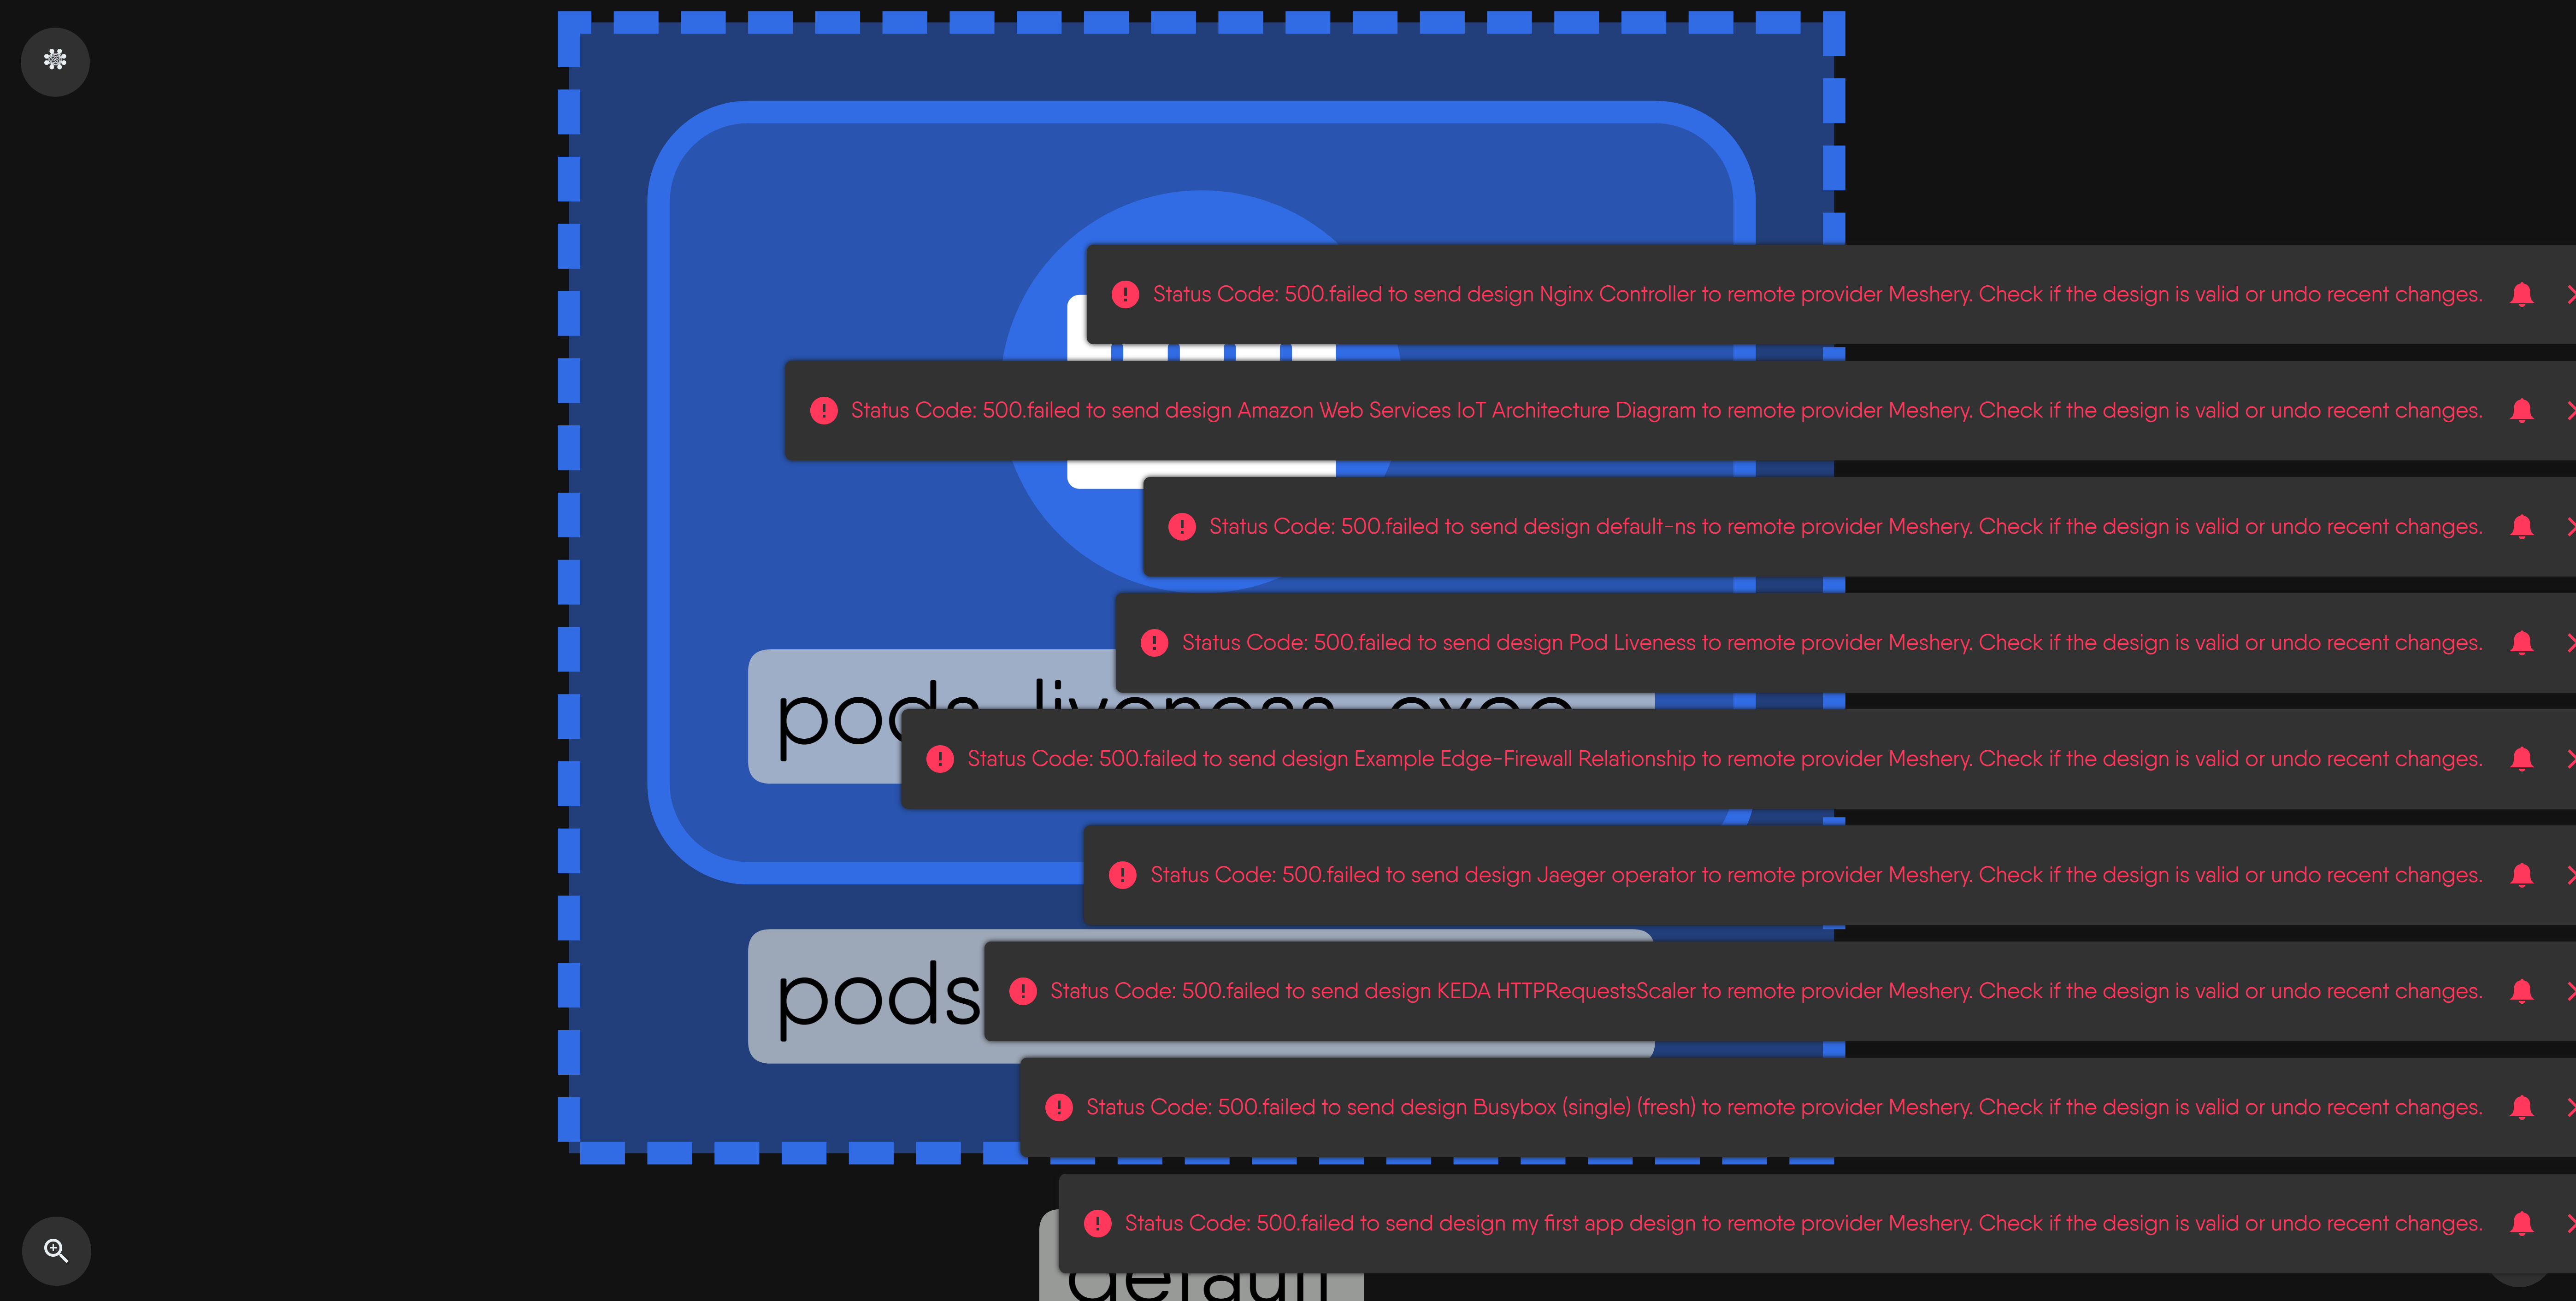 Status Code: 500.failed to send design Nginx Controller to remote provider Meshery. Check if the design is valid or undo recent changes.
Status Code: 500.failed to send design Amazon Web Services IoT Architecture Diagram to remote provider Meshery. Check if the design is valid or undo recent changes.
Status Code: 500.failed to send design default-ns to remote provider Meshery. Check if the design is valid or undo recent changes.
Status Code: 500.failed to send design Pod Liveness to remote provider Meshery. Check if the design is valid or undo recent changes.
pods-liveness-exec
Status Code: 500.failed to send design Example Edge-Firewall Relationship to remote provider Meshery. Check if the design is valid or undo recent changes.
Status Code: 500.failed to send design Jaeger operator to remote provider Meshery. Check if the design is valid or undo recent changes.
pods
Status Code: 500.failed to send design KEDA HTTPRequestsScaler to remote provider Meshery. Check if the design is valid or undo recent changes.
Status Code: 500.failed to send design Busybox (single) (fresh) to remote provider Meshery. Check if the design is valid or undo recent changes.
Status Code: 500.failed to send design my first app design to remote provider Meshery. Check if the design is valid or undo recent changes.
default